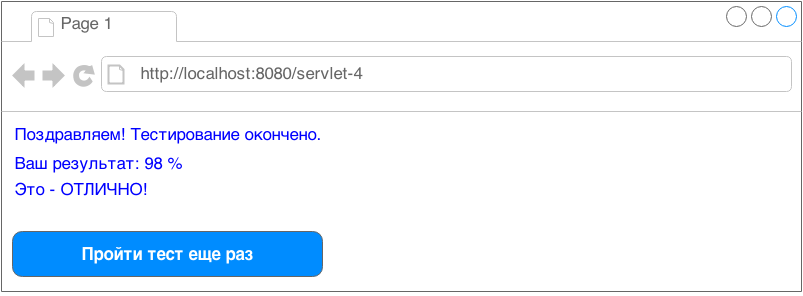 Page 1
http://localhost:8080/servlet-4
Поздравляем! Тестирование окончено.
Ваш результат: 98 %
Это - ОТЛИЧНО!
Пройти тест еще раз